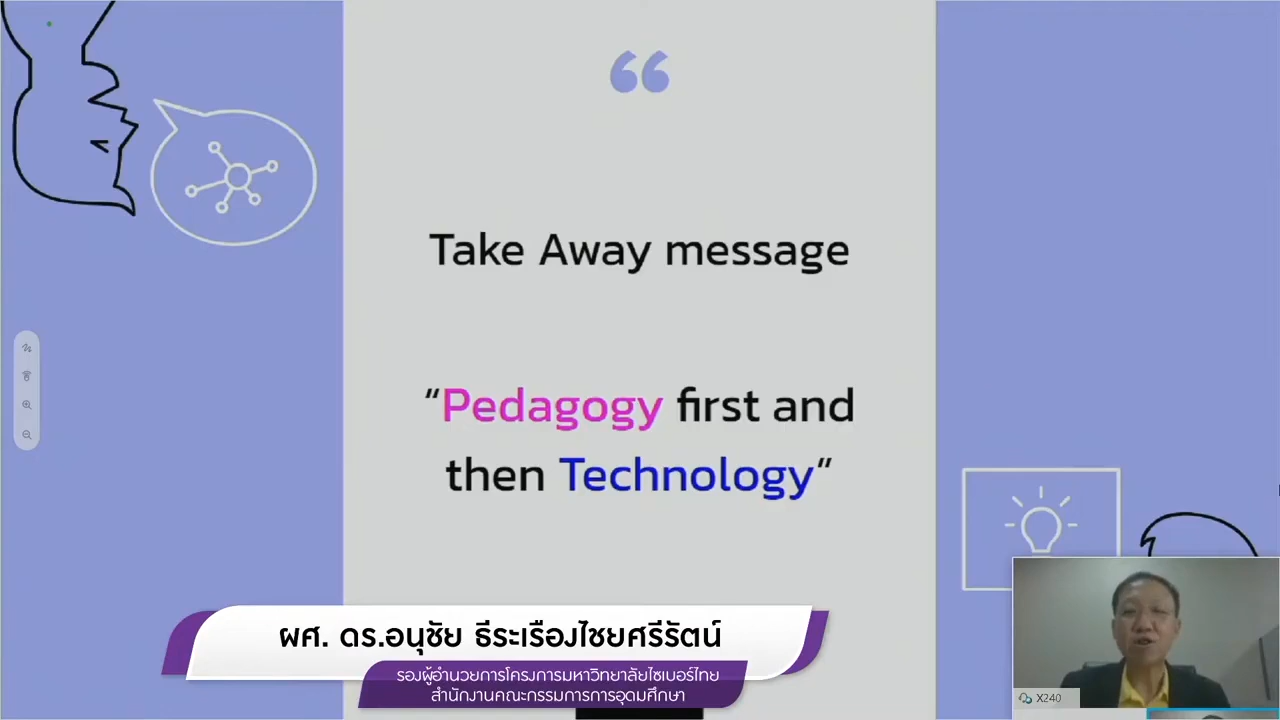 “
Take Away message
“Pedagogy first and
then Technology”
ผศ. ดร.อนุชัย ธีระเรืองไชยศรีรัตน์
รองผู้อำนวยการโครงการมหาวิทยาลัยไซเบอร์ไทย
สำนักงานคณะกรรมการการอุดมศึกษา
X240